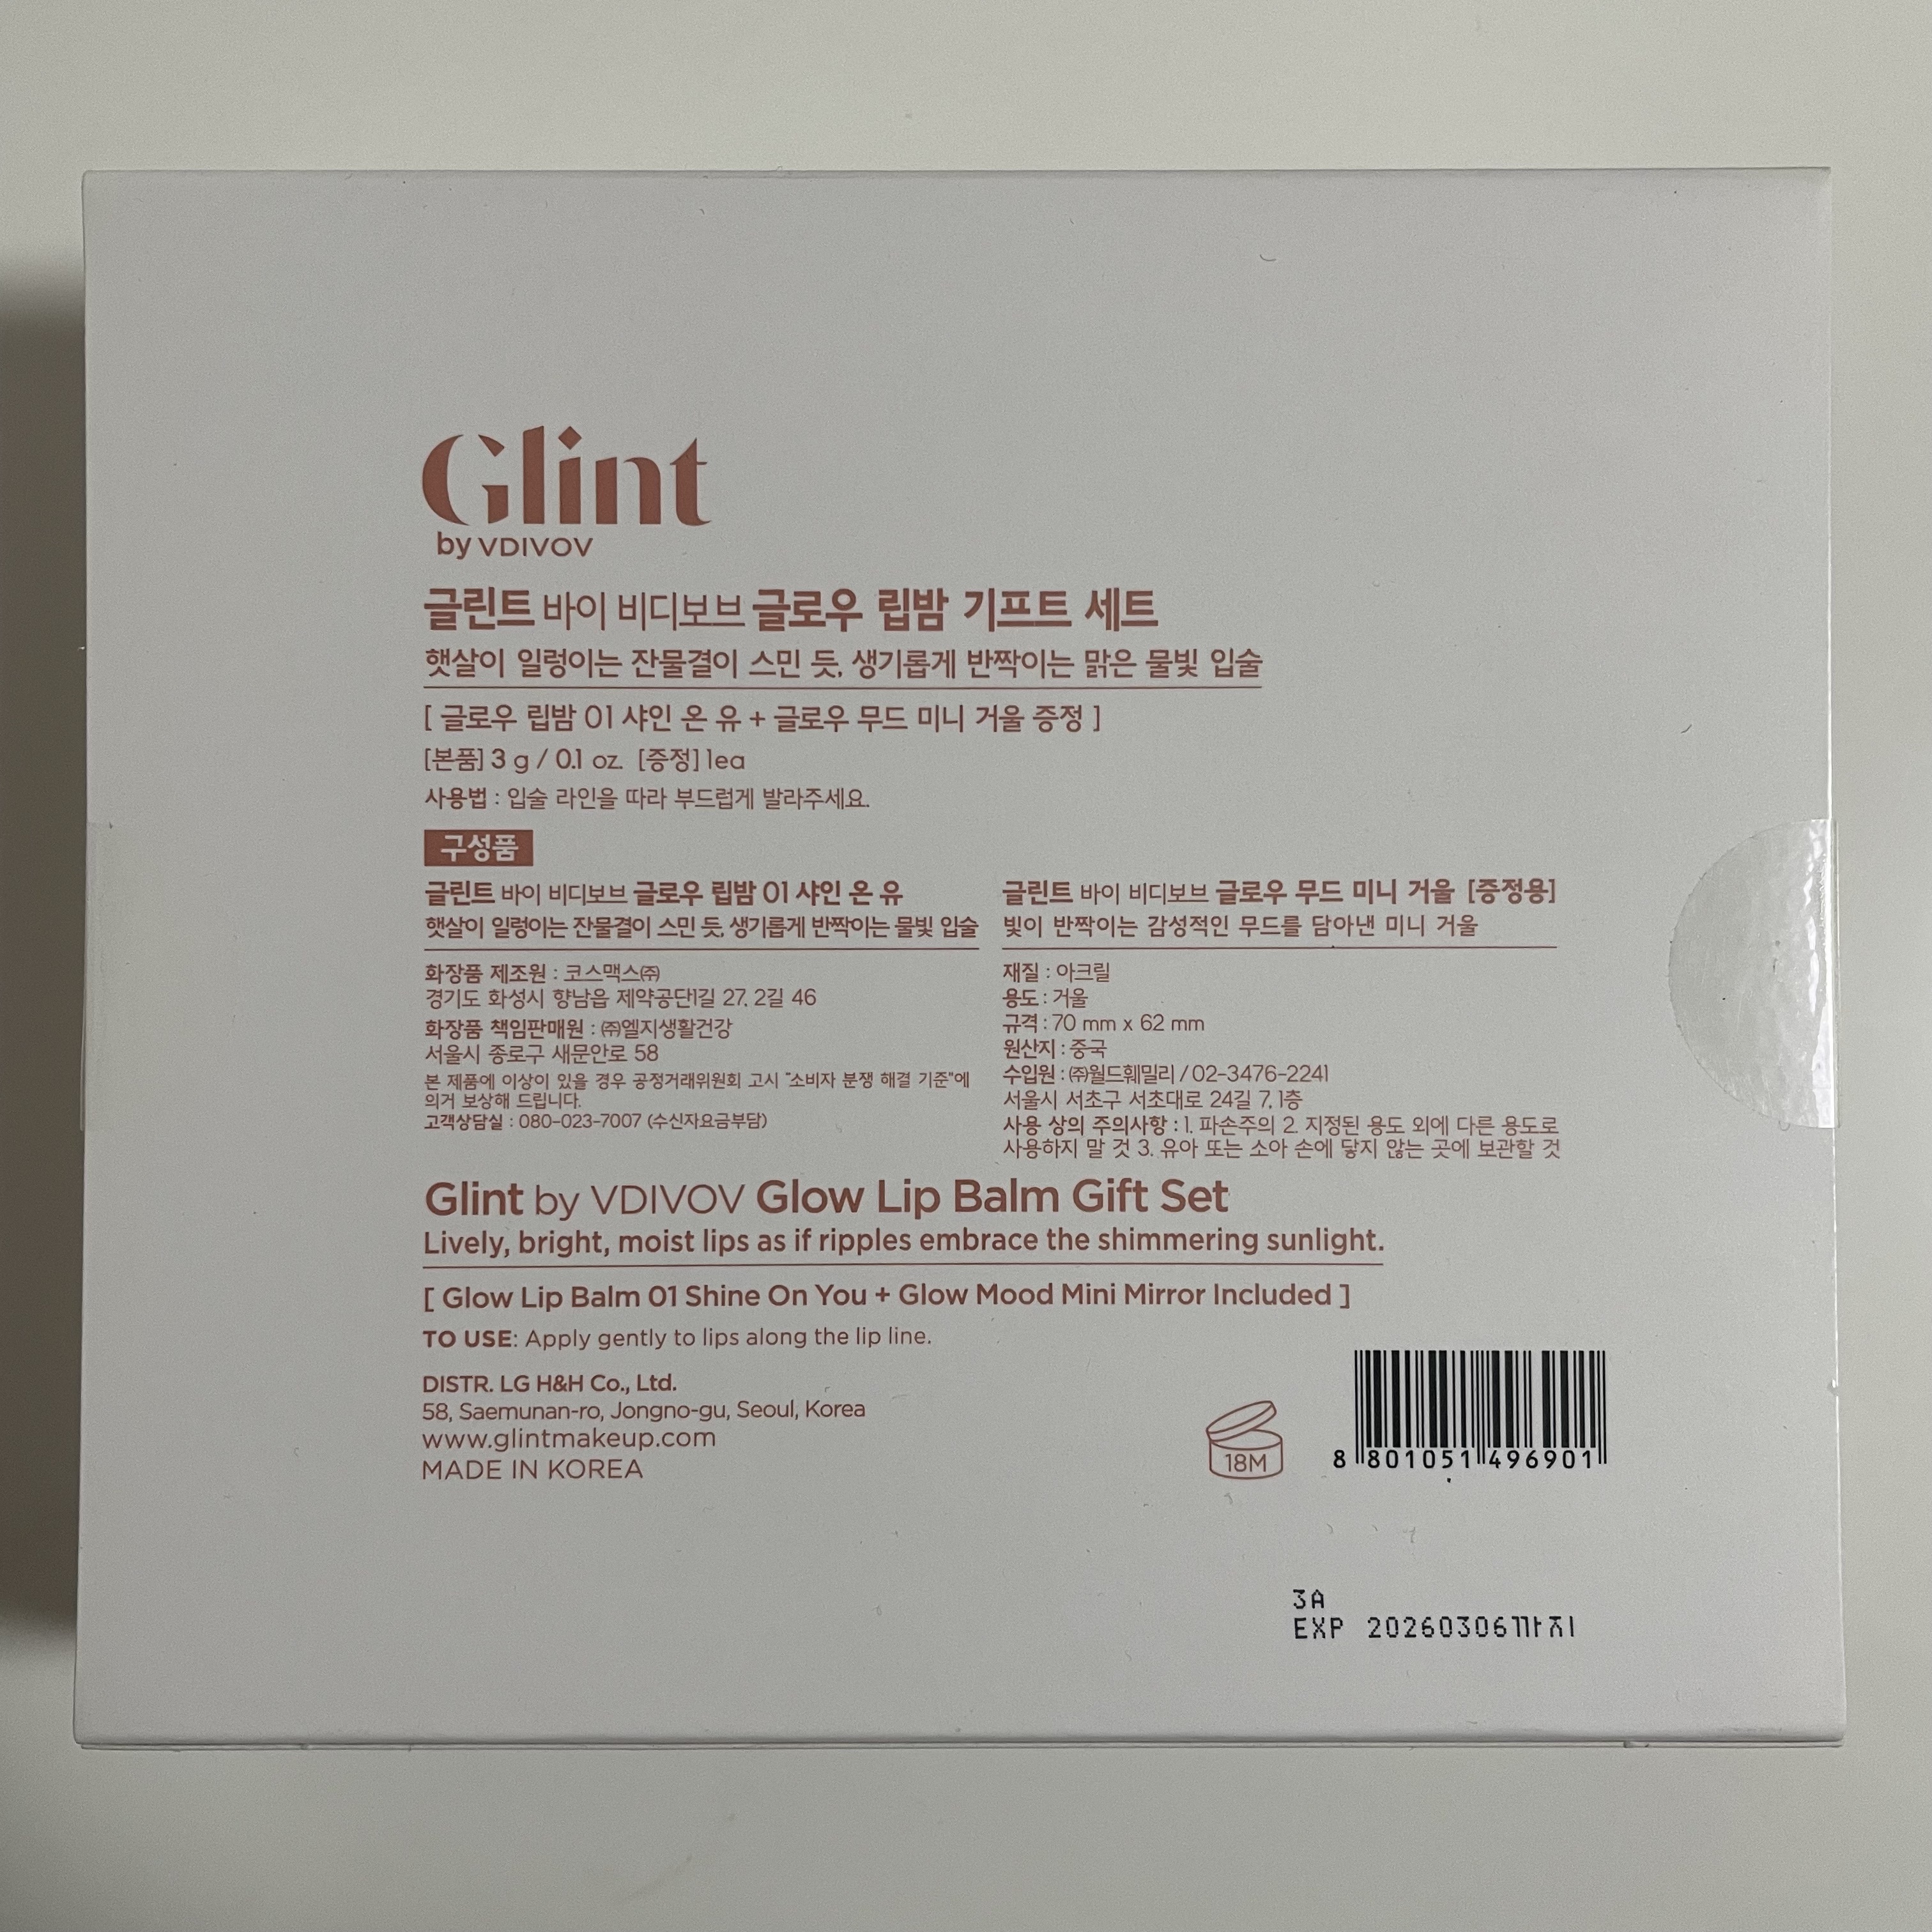 Glint
by VDIVOV
글린트 바이 비디보브 글로우 립밤 기프트 세트
햇살이 일렁이는 잔물결이 스민 듯, 생기롭게 반짝이는 맑은 물빛 입술
[ 글로우 립밤 01 샤인 온 유 + 글로우 무드 미니 거울 증정 ]
[본품] 3 g / 0.1 oz. [증정] 1ea
사용법 : 입술 라인을 따라 부드럽게 발라주세요.
구성품
글린트 바이 비디보브 글로우 립밤 01 샤인 온 유
햇살이 일렁이는 잔물결이 스민 듯, 생기롭게 반짝이는 물빛 입술
화장품 제조원 : 코스맥스㈜
경기도 화성시 향남읍 제약공단1길 27, 2길 46
화장품 책임판매원 : ㈜엘지생활건강
서울시 종로구 새문안로 58
본 제품에 이상이 있을 경우 공정거래위원회 고시 "소비자 분쟁 해결 기준"에
의거 보상해 드립니다.
고객상담실 : 080-023-7007 (수신자요금부담)
글린트 바이 비디보브 글로우 무드 미니 거울 [증정용]
빛이 반짝이는 감성적인 무드를 담아낸 미니 거울
재질 : 아크릴
용도 : 거울
규격 : 70 mm x 62 mm
원산지 : 중국
수입원 : ㈜월드훼밀리 / 02-3476-2241
서울시 서초구 서초대로 24길 7, 1층
사용 상의 주의사항 : 1. 파손주의 2. 지정된 용도 외에 다른 용도로
사용하지 말 것 3. 유아 또는 소아 손에 닿지 않는 곳에 보관할 것
Glint by VDIVOV Glow Lip Balm Gift Set
Lively, bright, moist lips as if ripples embrace the shimmering sunlight.
[ Glow Lip Balm 01 Shine On You + Glow Mood Mini Mirror Included ]
TO USE: Apply gently to lips along the lip line.
DISTR. LG H&H Co., Ltd.
58, Saemunan-ro, Jongno-gu, Seoul, Korea
www.glintmakeup.com
MADE IN KOREA
18M
8 801051 496901
3A
EXP 20260306까지